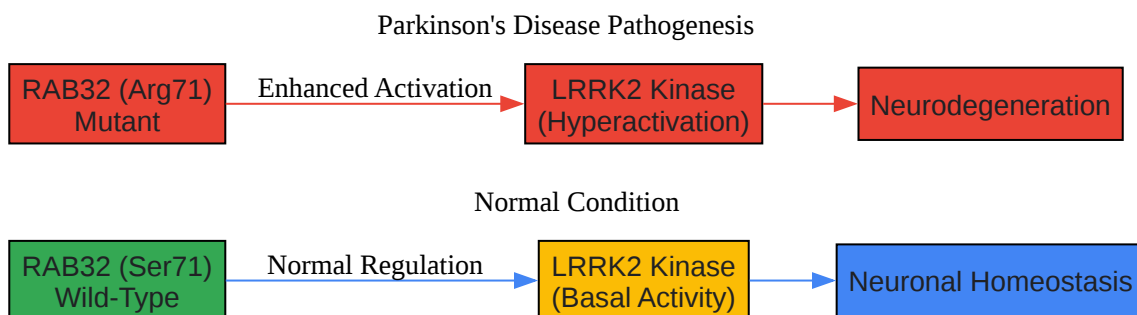 Parkinson's Disease Pathogenesis
RAB32 (Arg71)
Mutant
Enhanced Activation
LRRK2 Kinase
(Hyperactivation)
Neurodegeneration
Normal Condition
RAB32 (Ser71)
Wild-Type
Normal Regulation
LRRK2 Kinase
(Basal Activity)
Neuronal Homeostasis